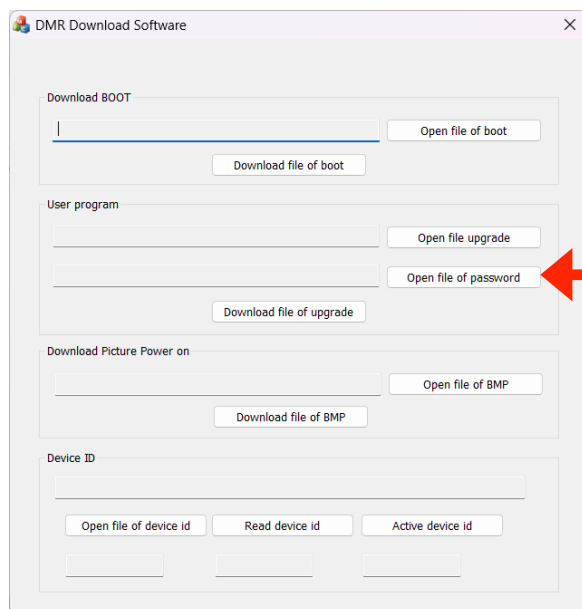 DMR Download Software
Download BOOT
Open file of boot
Download file of boot
User program
Open file upgrade
Open file of password
Download file of upgrade
Download Picture Power on
Open file of BMP
Download file of BMP
Device ID
Open file of device id Read device id Active device id